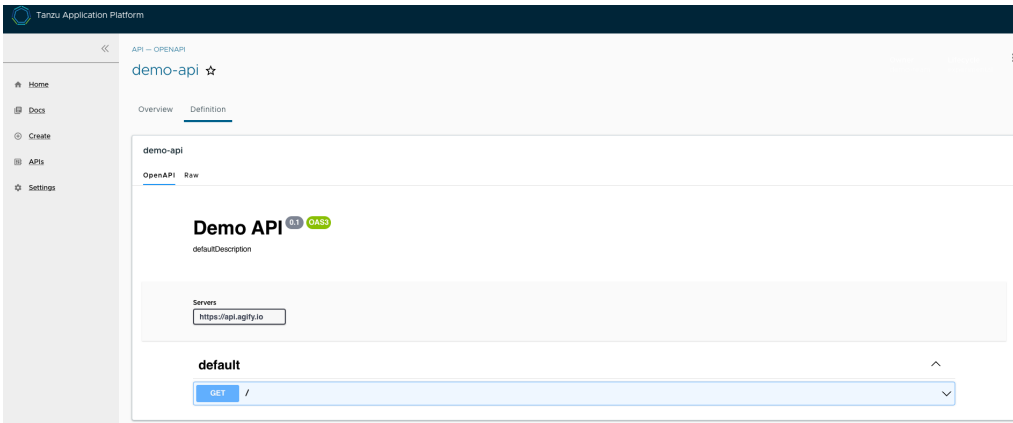 Tanzu Application Platform
Home
Docs
Create
APIs
Settings
API — OPENAPI
demo-api
Overview Definition
demo-api
OpenAPI Raw
Demo API 0.1 OAS3
defaultDescription
Servers
https://api.agify.io
default
GET /